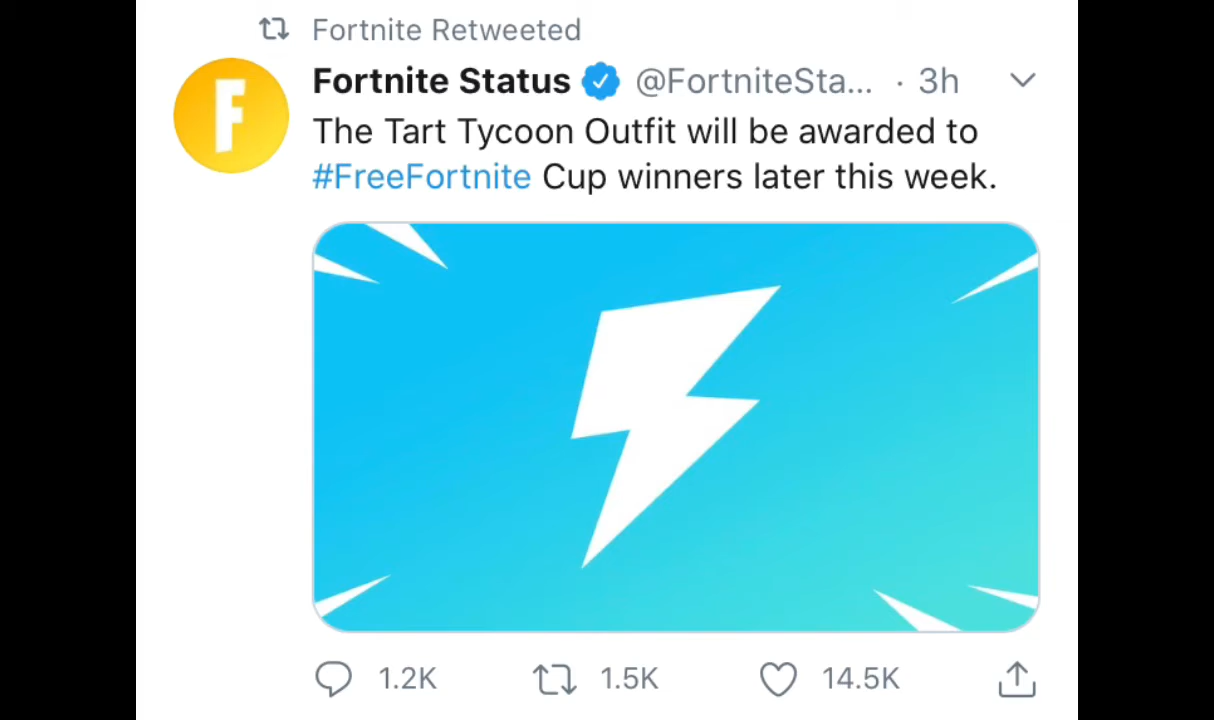 Fortnite Retweeted
Fortnite Status @FortniteSta... · 3h
The Tart Tycoon Outfit will be awarded to
#FreeFortnite Cup winners later this week.
1.2K 1.5K 14.5K